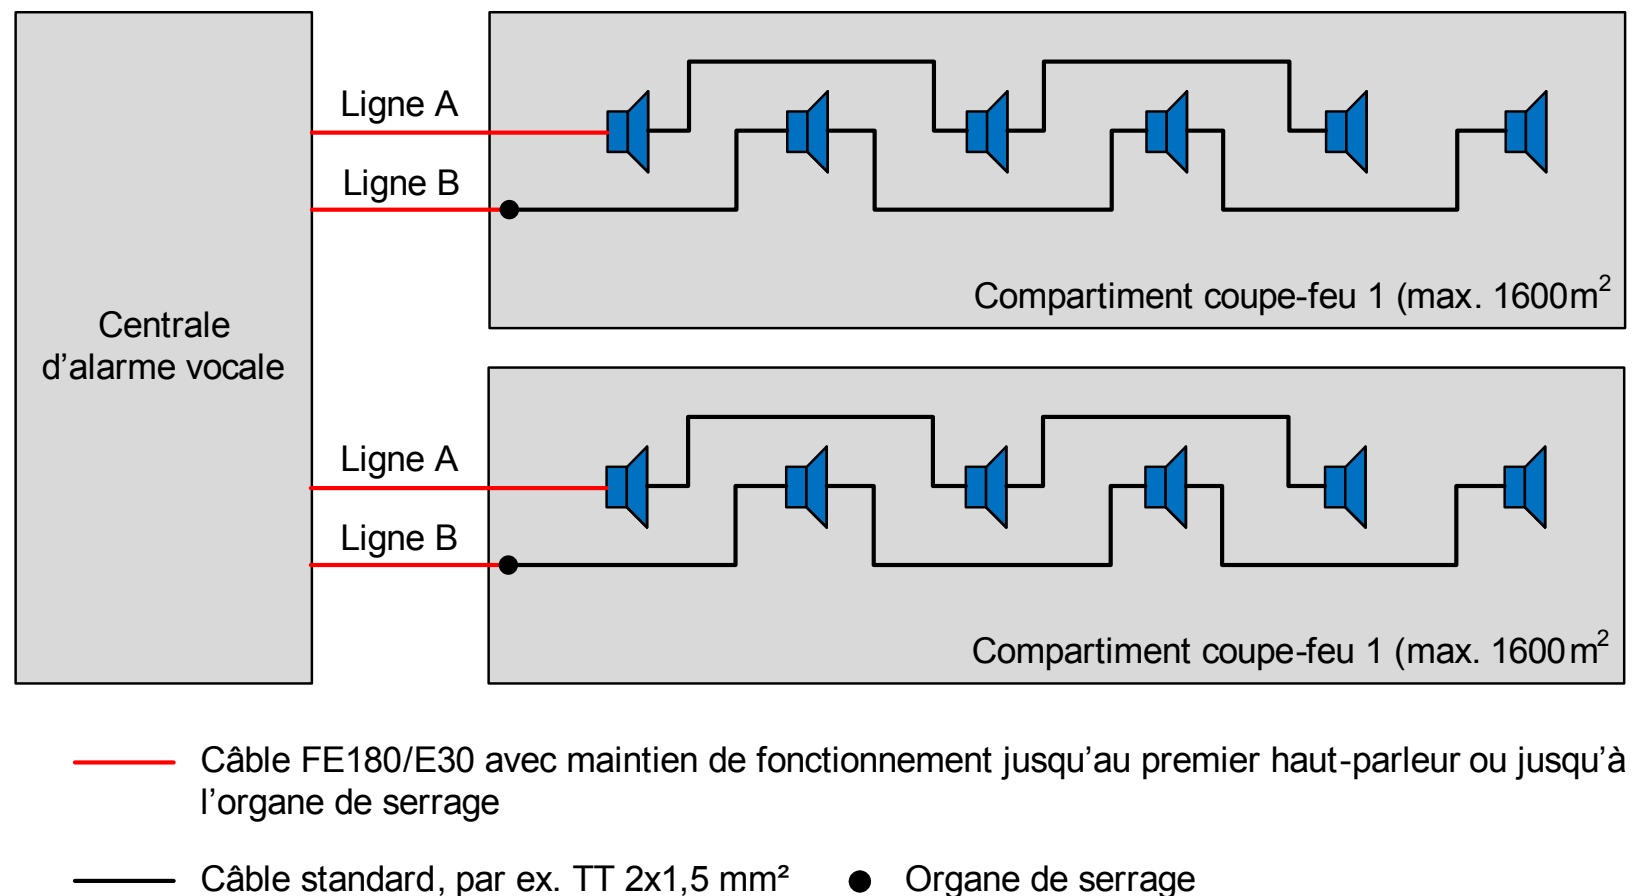 Centrale
d'alarme vocale
Ligne A
Ligne B
Compartiment coupe-feu 1 (max. 1600m²
Ligne A
Ligne B
Compartiment coupe-feu 1 (max. 1600m²
Câble FE180/E30 avec maintien de fonctionnement jusqu'au premier haut-parleur ou jusqu'à
l'organe de serrage
Câble standard, par ex. TT 2x1,5 mm²
Organe de serrage